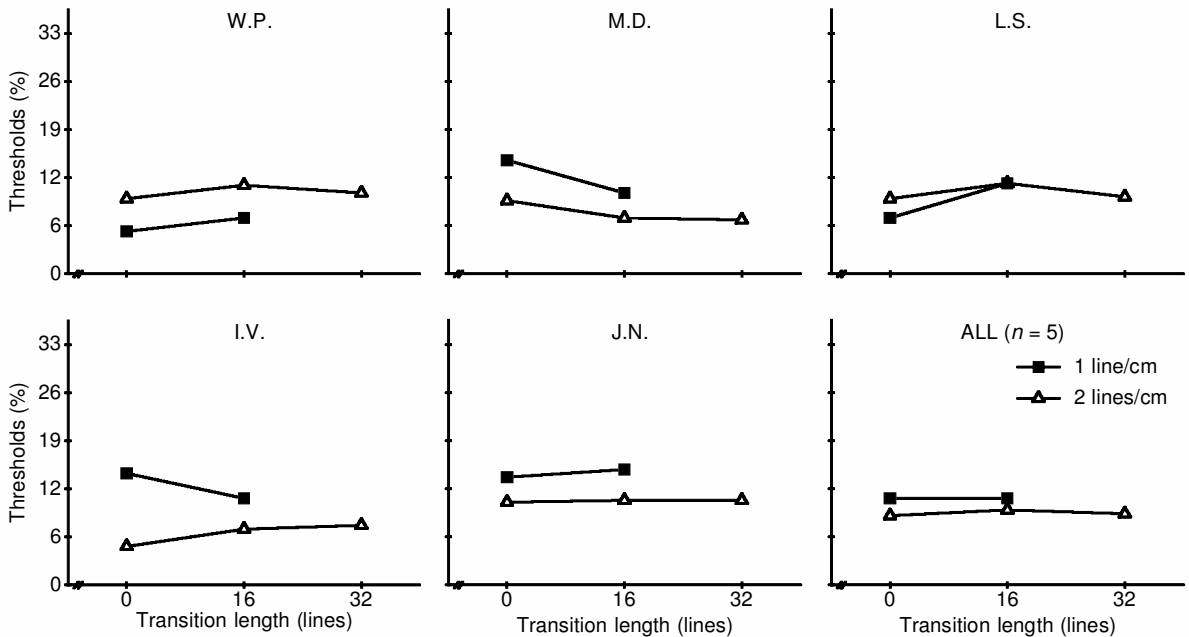 W.P.
M.D.
L.S.
Thresholds (%)
33
26
19
12
6
0
I.V.
J.N.
ALL (n = 5)
1 line/cm
2 lines/cm
Thresholds (%)
33
26
19
12
6
0
0 16 32
0 16 32
0 16 32
Transition length (lines)
Transition length (lines)
Transition length (lines)